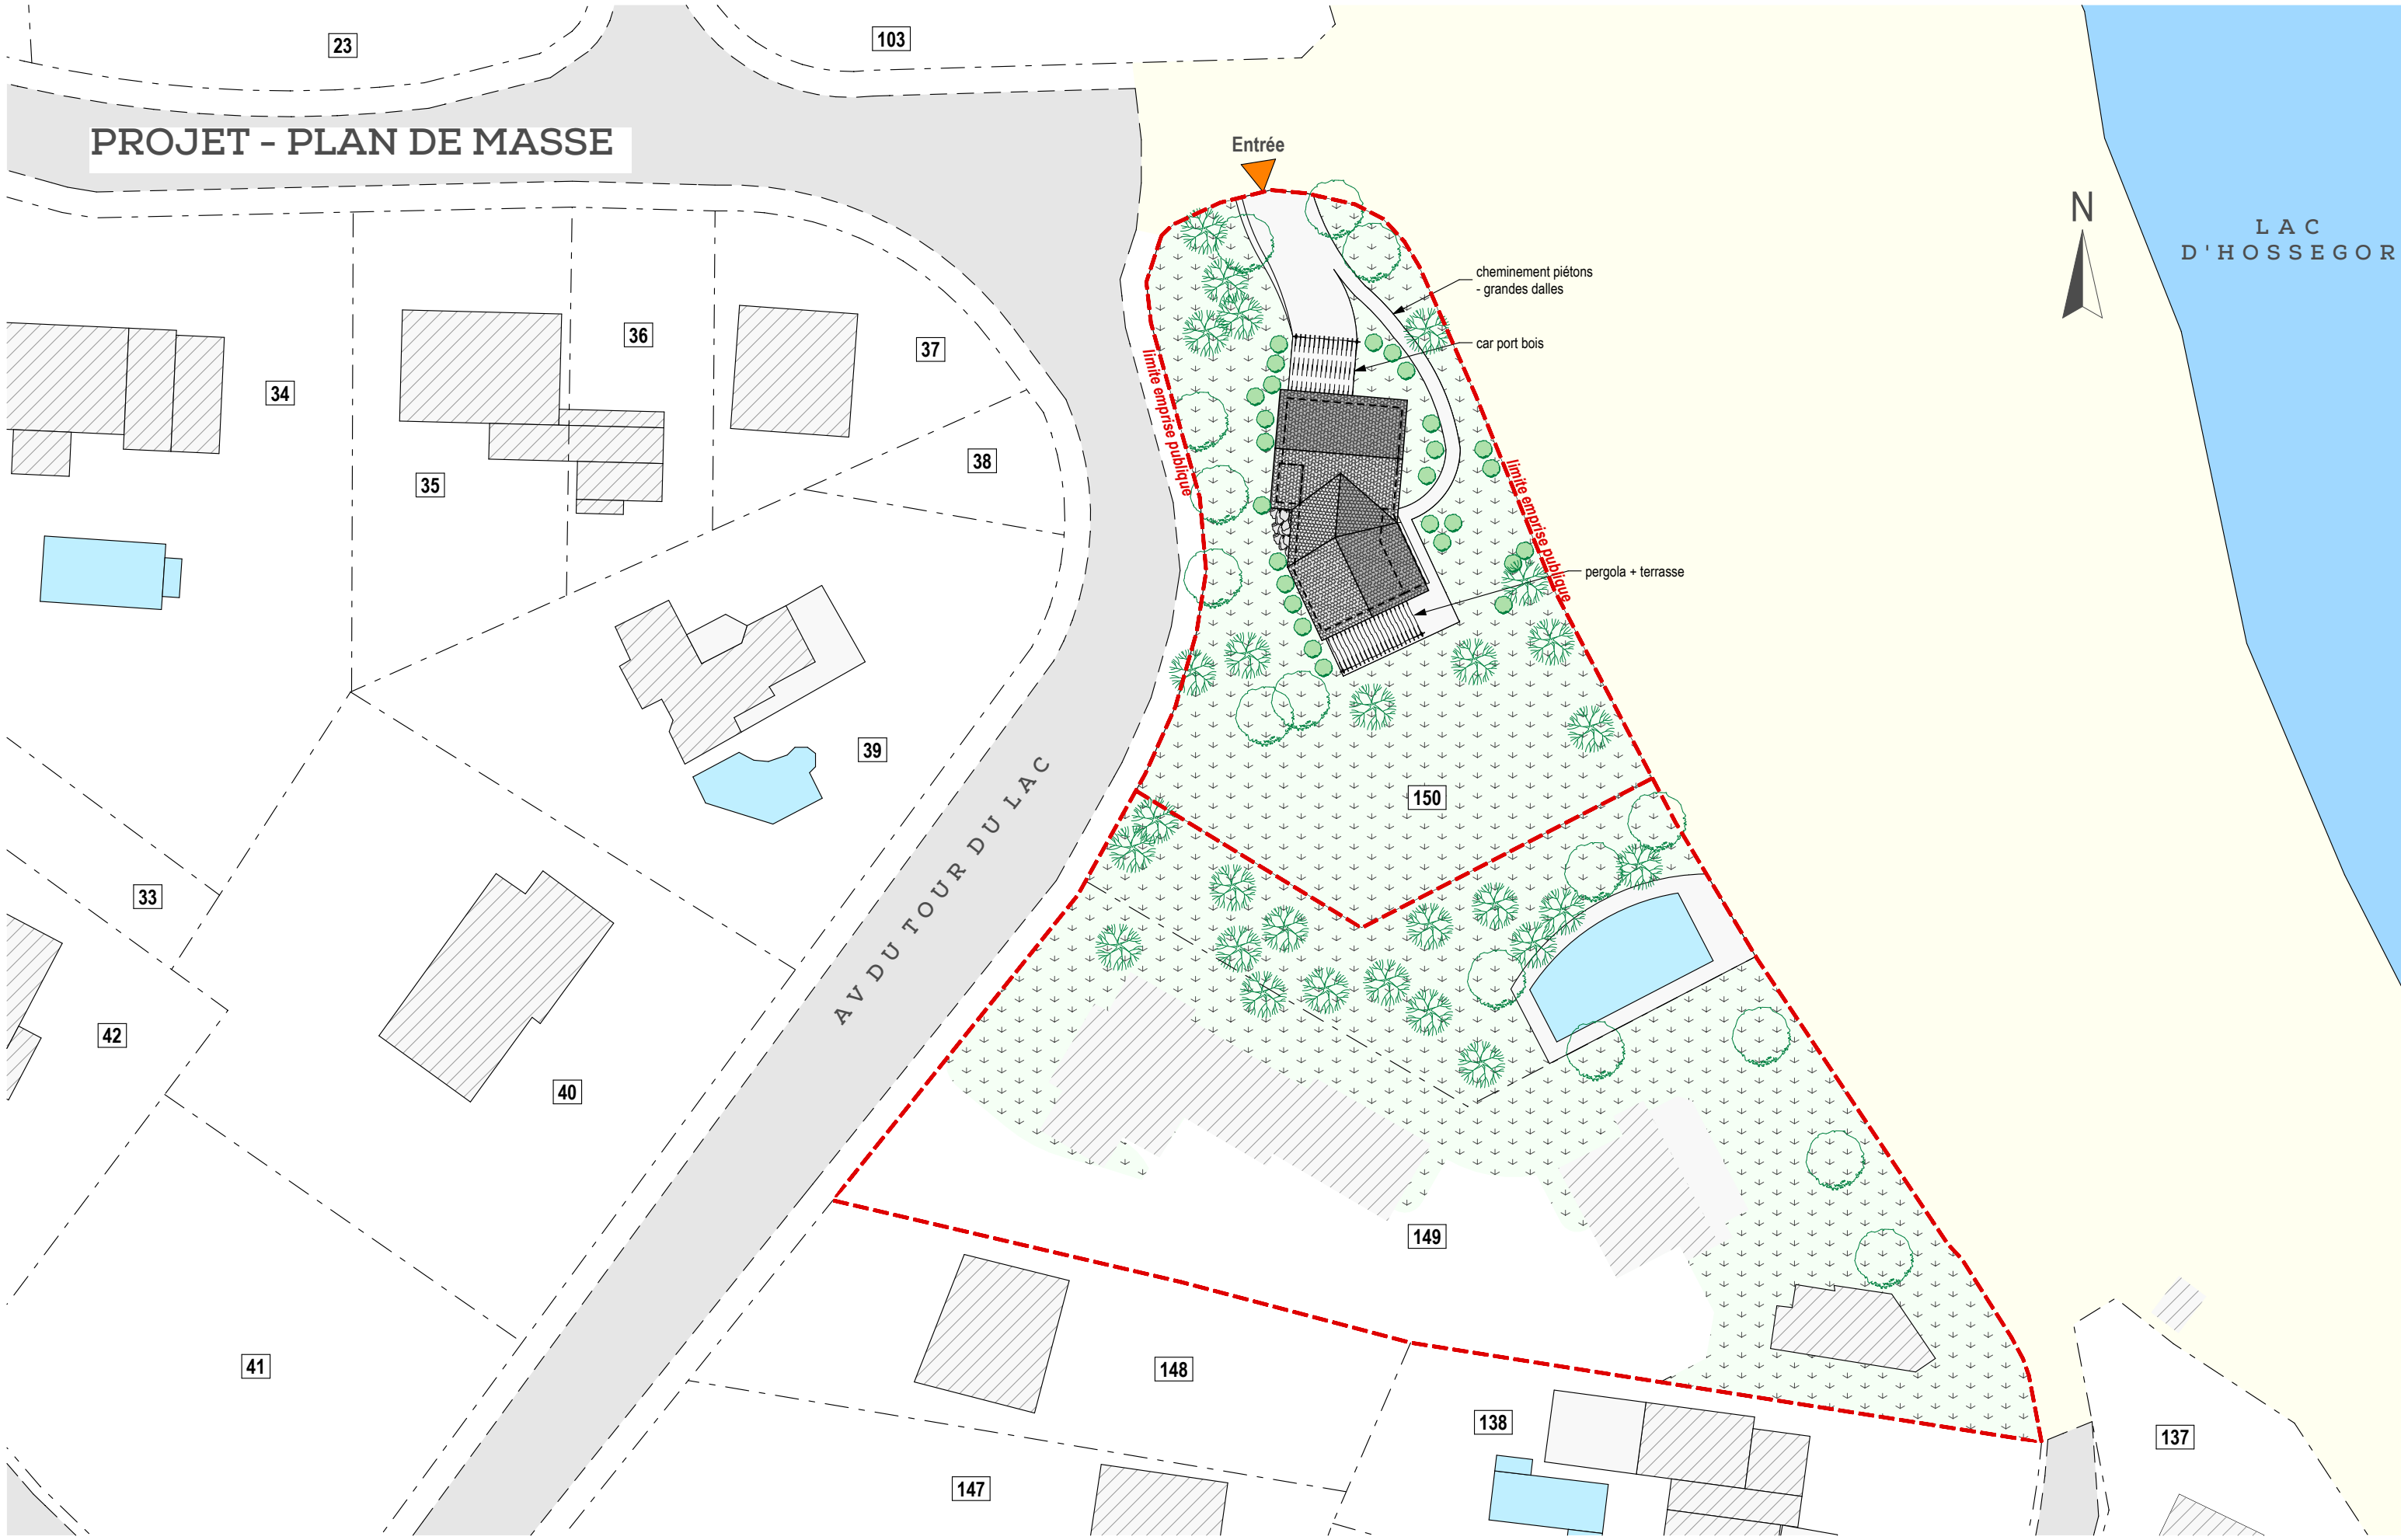 23
103
PROJET - PLAN DE MASSE
Entrée
N
LAC
D'HOSSEGOR
cheminement piétons
- grandes dalles
car port bois
36
37
34
limite emprise publique
38
35
limite emprise publique
pergola + terrasse
39
AV DU TOUR DU LAC
150
33
42
40
149
41
148
138
137
147